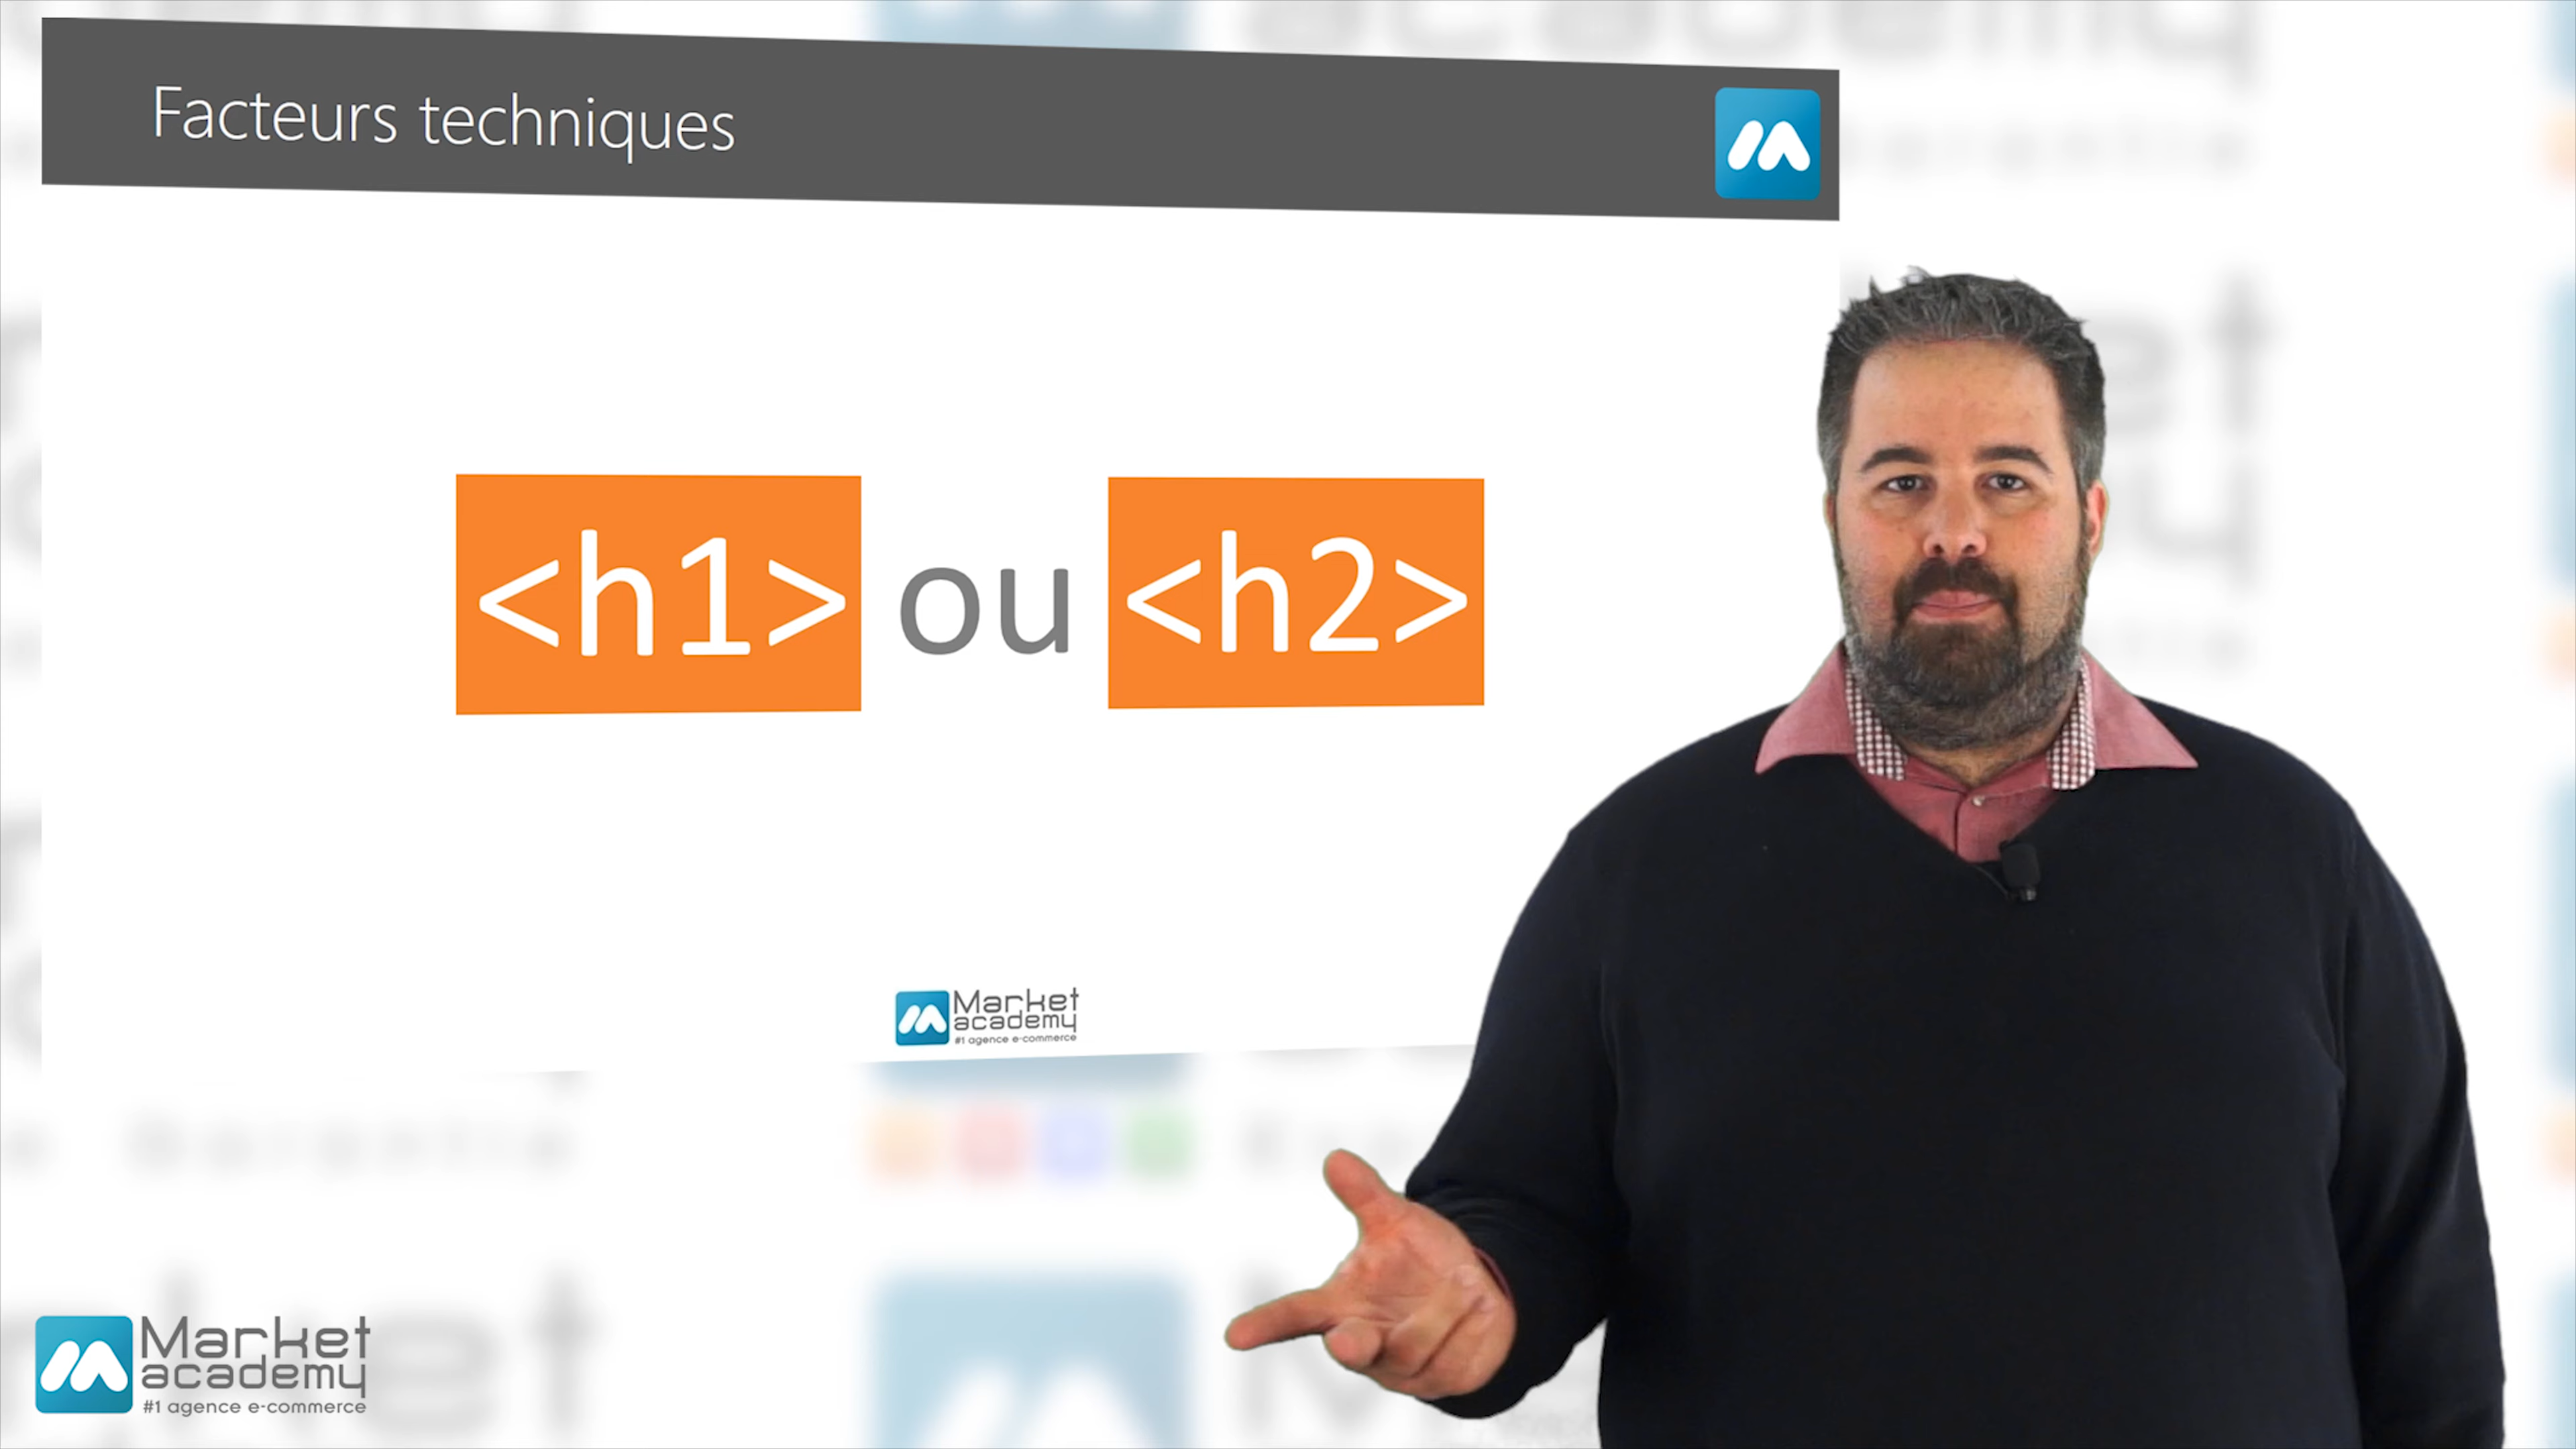 Facteurs techniques
<h1> ou <h2>
Market
academy
#1 agence e-commerce
Market
academy
#1 agence e-commerce